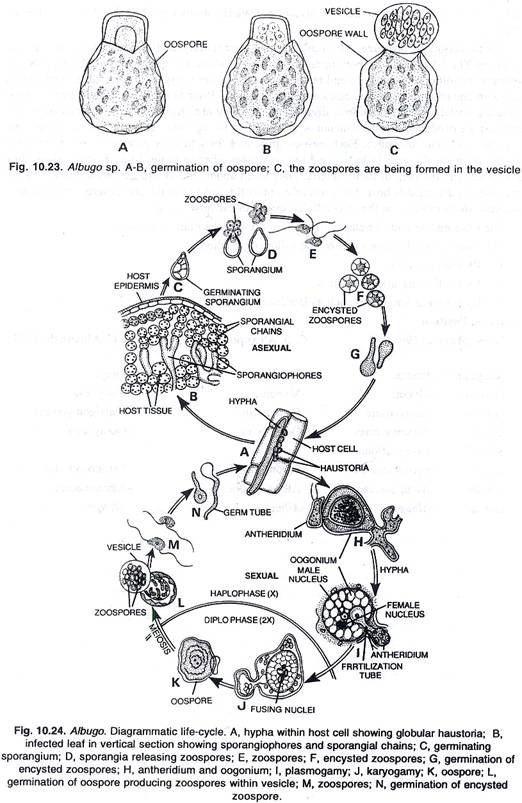 VESICLE
OOSPORE WALL
OOSPORE
A
B
C
Fig. 10.23. Albugo sp. A-B, germination of oospore; C, the zoospores are being formed in the vesicle
ZOOSPORES
D
E
SPORANGIUM
C
HOST
EPIDERMIS
GERMINATING
SPORANGIUM
F
ENCYSTED
ZOOSPORES
SPORANGIAL
CHAINS
ASEXUAL
G
SPORANGIOPHORES
B
HOST TISSUE
HYPHA
A
HOST CELL
HAUSTORIA
N
GERM TUBE
ANTHERIDIUM
H
M
VESICLE
OOGONIUM
MALE
NUCLEUS
HYPHA
SEXUAL
L
ZOOSPORES
HAPLOPHASE (X)
FEMALE
NUCLEUS
MEIOSIS
DIPLO PHASE (2X)
I
ANTHERIDIUM
FRRTILIZATION
TUBE
K
OOSPORE
J
FUSING NUCLEI
Fig. 10.24. Albugo. Diagrammatic life-cycle. A, hypha within host cell showing globular haustoria; B,
infected leaf in vertical section showing sporangiophores and sporangial chains; C, germinating
sporangium; D, sporangia releasing zoospores; E, zoospores; F, encysted zoospores; G, germination of
encysted zoospores; H, antheridium and oogonium; I, plasmogamy; J, karyogamy; K, oospore; L,
germination of oospore producing zoospores within vesicle; M, zoospores; N, germination of encysted
zoospore.